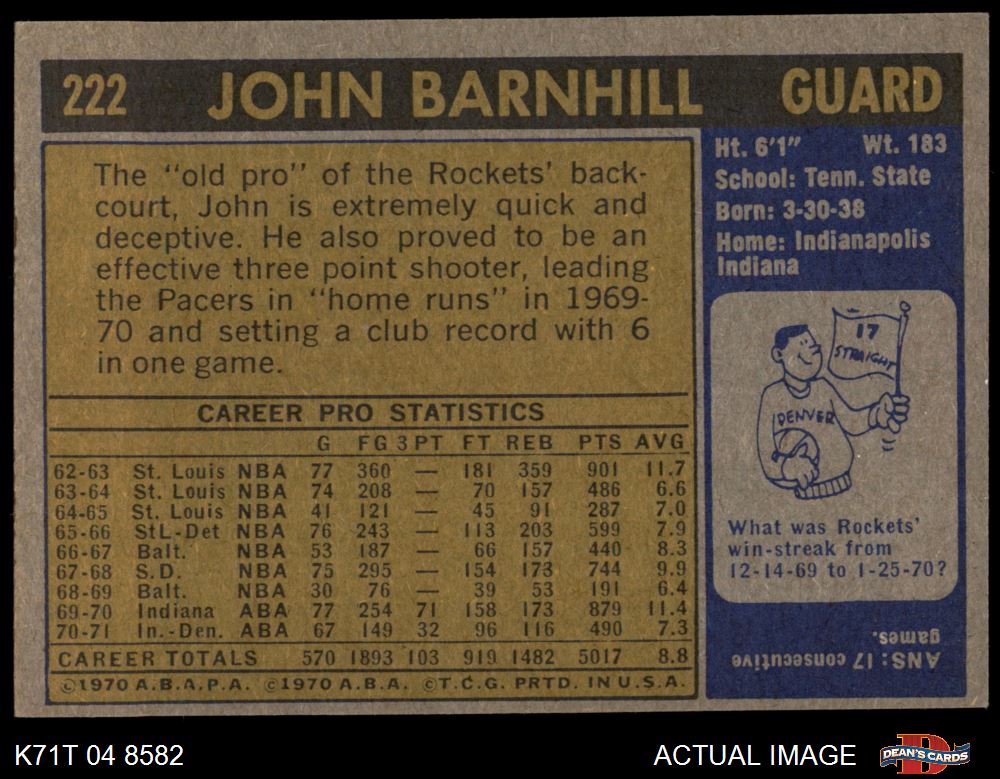 222 JOHN BARNHILL GUARD
The "old pro" of the Rockets' back-
court, John is extremely quick and
deceptive. He also proved to be an
effective three point shooter, leading
the Pacers in "home runs" in 1969-
70 and setting a club record with 6
in one game.
CAREER PRO STATISTICS
G FG 3PT FT REB PTS AVG
62-63 St. Louis NBA 77 360 — 181 359 901 11.7
63-64 St. Louis NBA 74 208 — 70 157 486 6.6
64-65 St. Louis NBA 41 121 — 45 91 287 7.0
65-66 StL.-Det NBA 76 243 — 113 203 599 7.9
66-67 Balt. NBA 53 187 — 66 157 440 8.3
67-68 S.D. NBA 75 295 — 154 173 744 9.9
68-69 Balt. NBA 30 76 — 39 53 191 6.4
69-70 Indiana ABA 77 254 71 158 173 879 11.4
70-71 In.-Den. ABA 67 149 32 96 116 490 7.3
CAREER TOTALS 570 1893 103 919 1482 5017 8.8
©1970 A.B.A.P.A. ©1970 A.B.A. ©T.C.G. PRTD. IN U.S.A.
Ht. 6'1" Wt. 183
School: Tenn. State
Born: 3-30-38
Home: Indianapolis
Indiana
17
STRAIGHT
DENVER
What was Rockets'
win-streak from
12-14-69 to 1-25-70?
ANS: 17 consecutive
games.
K71T 04 8582 ACTUAL IMAGE DEAN'S CARDS